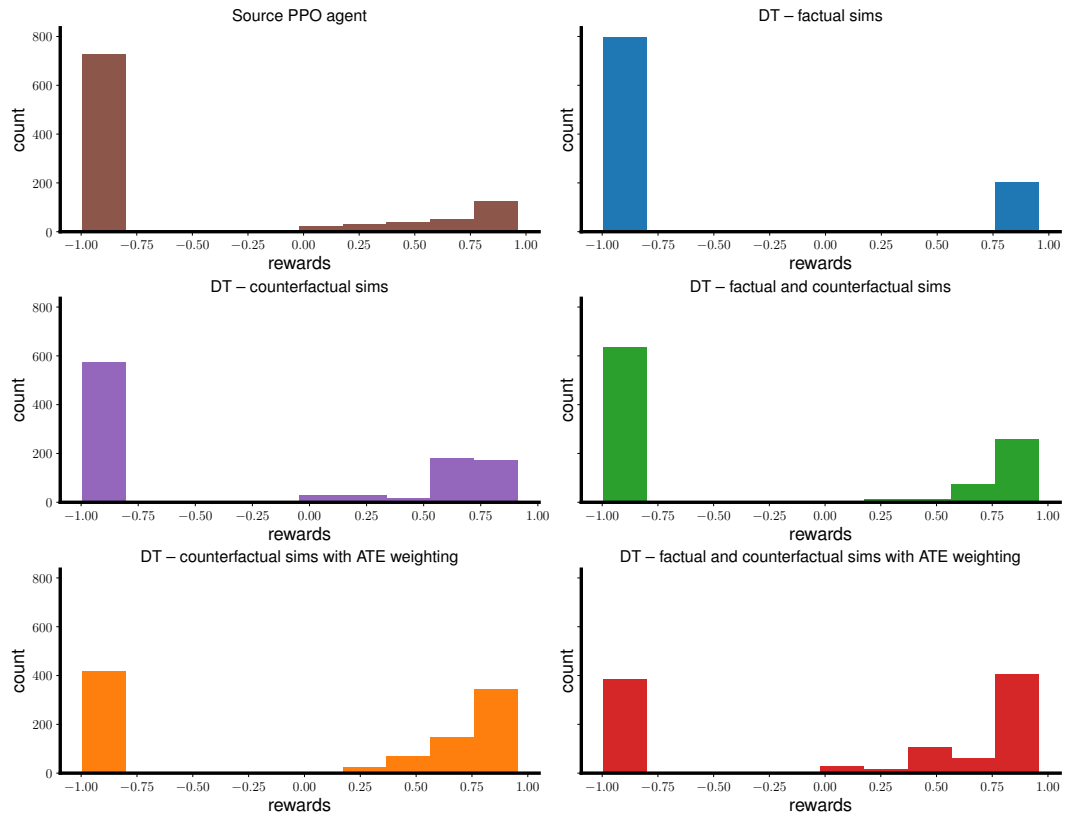 Source PPO agent
count
800
600
400
200
0
−1.00 −0.75 −0.50 −0.25 0.00 0.25 0.50 0.75 1.00
rewards
DT – factual sims
count
−1.00 −0.75 −0.50 −0.25 0.00 0.25 0.50 0.75 1.00
rewards
DT – counterfactual sims
count
800
600
400
200
0
−1.00 −0.75 −0.50 −0.25 0.00 0.25 0.50 0.75 1.00
rewards
DT – factual and counterfactual sims
count
−1.00 −0.75 −0.50 −0.25 0.00 0.25 0.50 0.75 1.00
rewards
DT – counterfactual sims with ATE weighting
count
800
600
400
200
0
−1.00 −0.75 −0.50 −0.25 0.00 0.25 0.50 0.75 1.00
rewards
DT – factual and counterfactual sims with ATE weighting
count
−1.00 −0.75 −0.50 −0.25 0.00 0.25 0.50 0.75 1.00
rewards